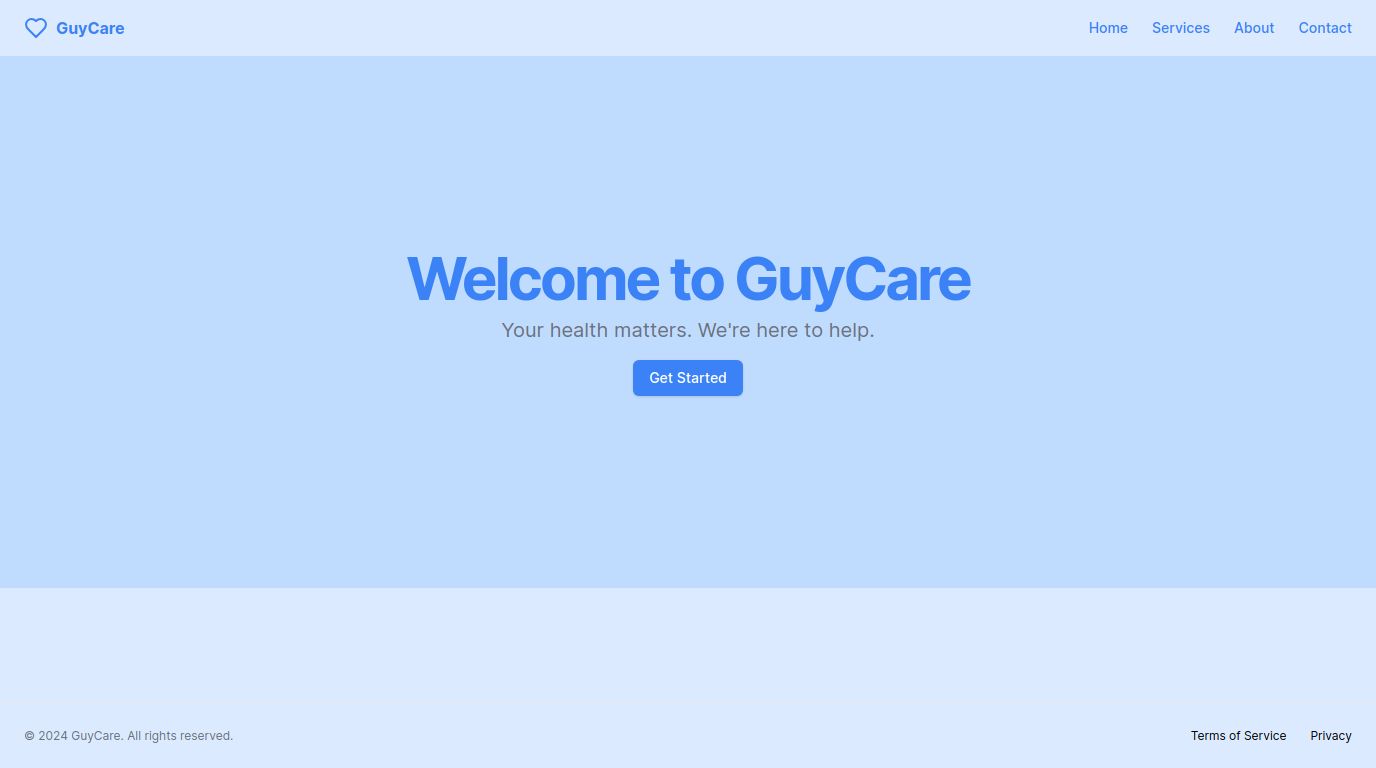 GuyCare
Home Services About Contact
Welcome to GuyCare
Your health matters. We're here to help.
Get Started
© 2024 GuyCare. All rights reserved.
Terms of Service Privacy